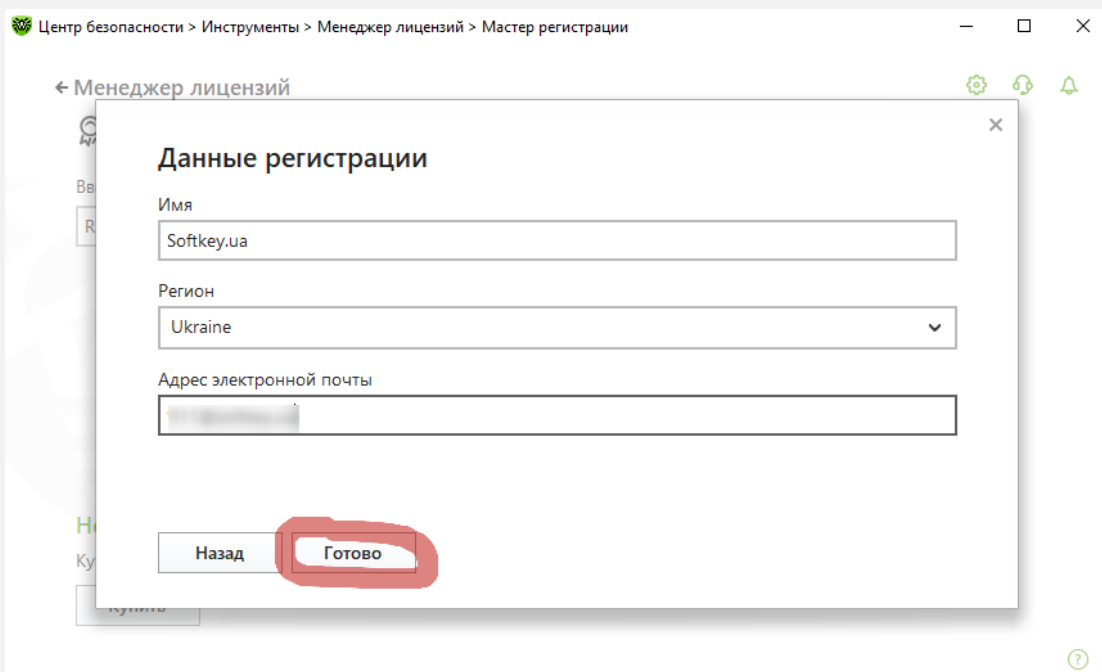 Центр безопасности > Инструменты > Менеджер лицензий > Мастер регистрации
Менеджер лицензий
Данные регистрации
Имя
Softkey.ua
Регион
Ukraine
Адрес электронной почты
Назад
Готово
Купить